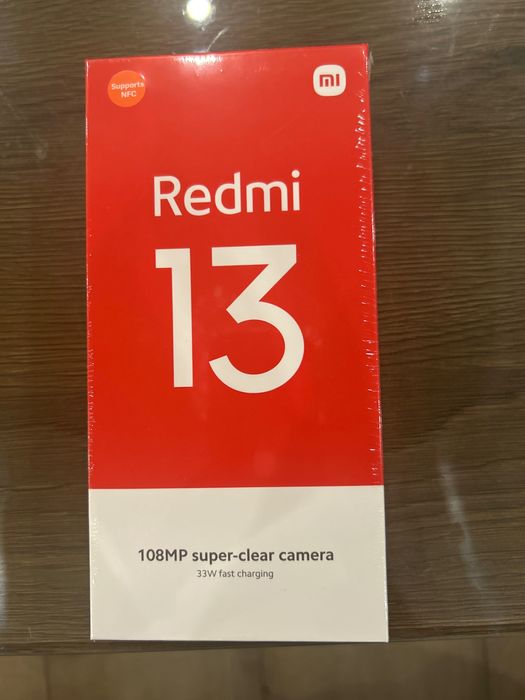 Supports
NFC
mi
Redmi
13
108MP super-clear camera
33W fast charging